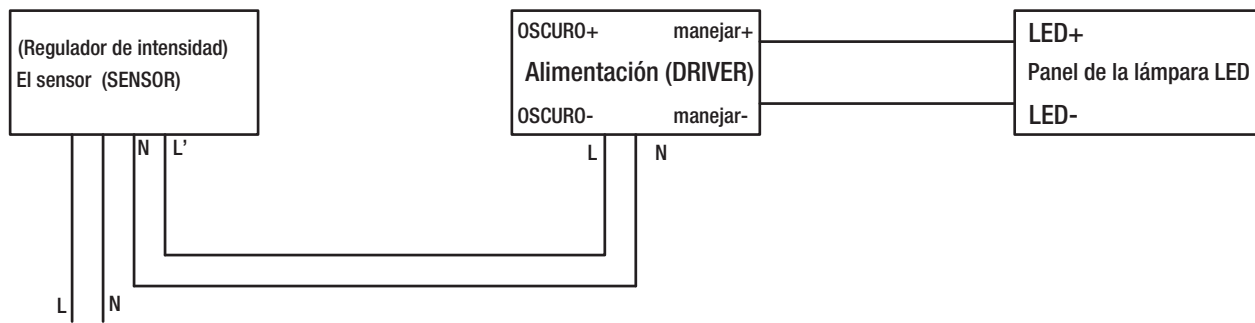 (Regulador de intensidad)
El sensor (SENSOR)
N L'
L N
OSCURO+ manejar+
Alimentación (DRIVER)
OSCURO- manejar-
L N
LED+
Panel de la lámpara LED
LED-